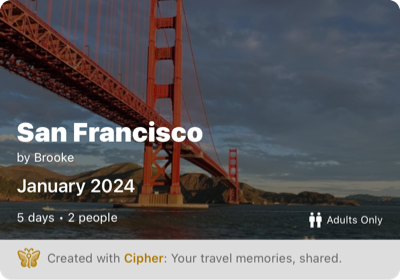 San Francisco
by Brooke
January 2024
5 days • 2 people
Adults Only
Created with Cipher: Your travel memories, shared.